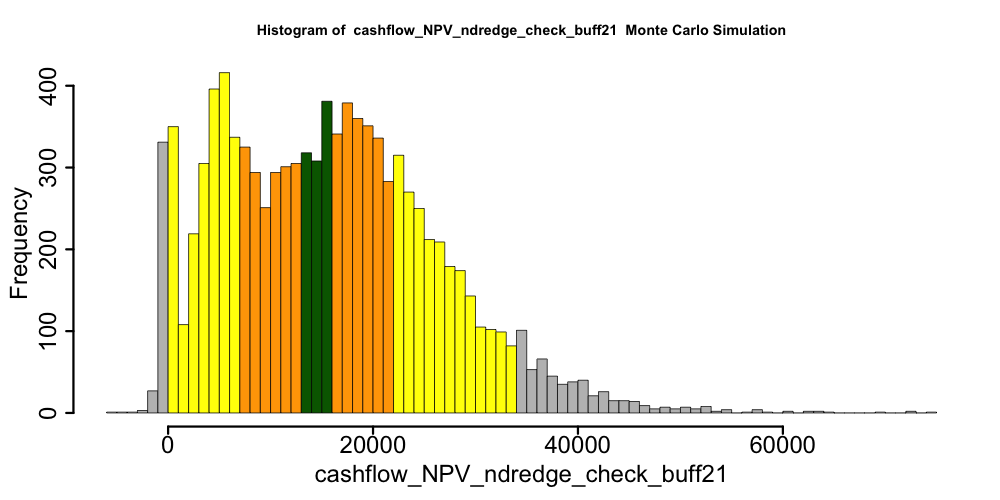 Histogram of  cashflow_NPV_ndredge_check_buff21  Monte Carlo Simulation
400
300
200
100
0
Frequency
0 20000 40000 60000
cashflow_NPV_ndredge_check_buff21